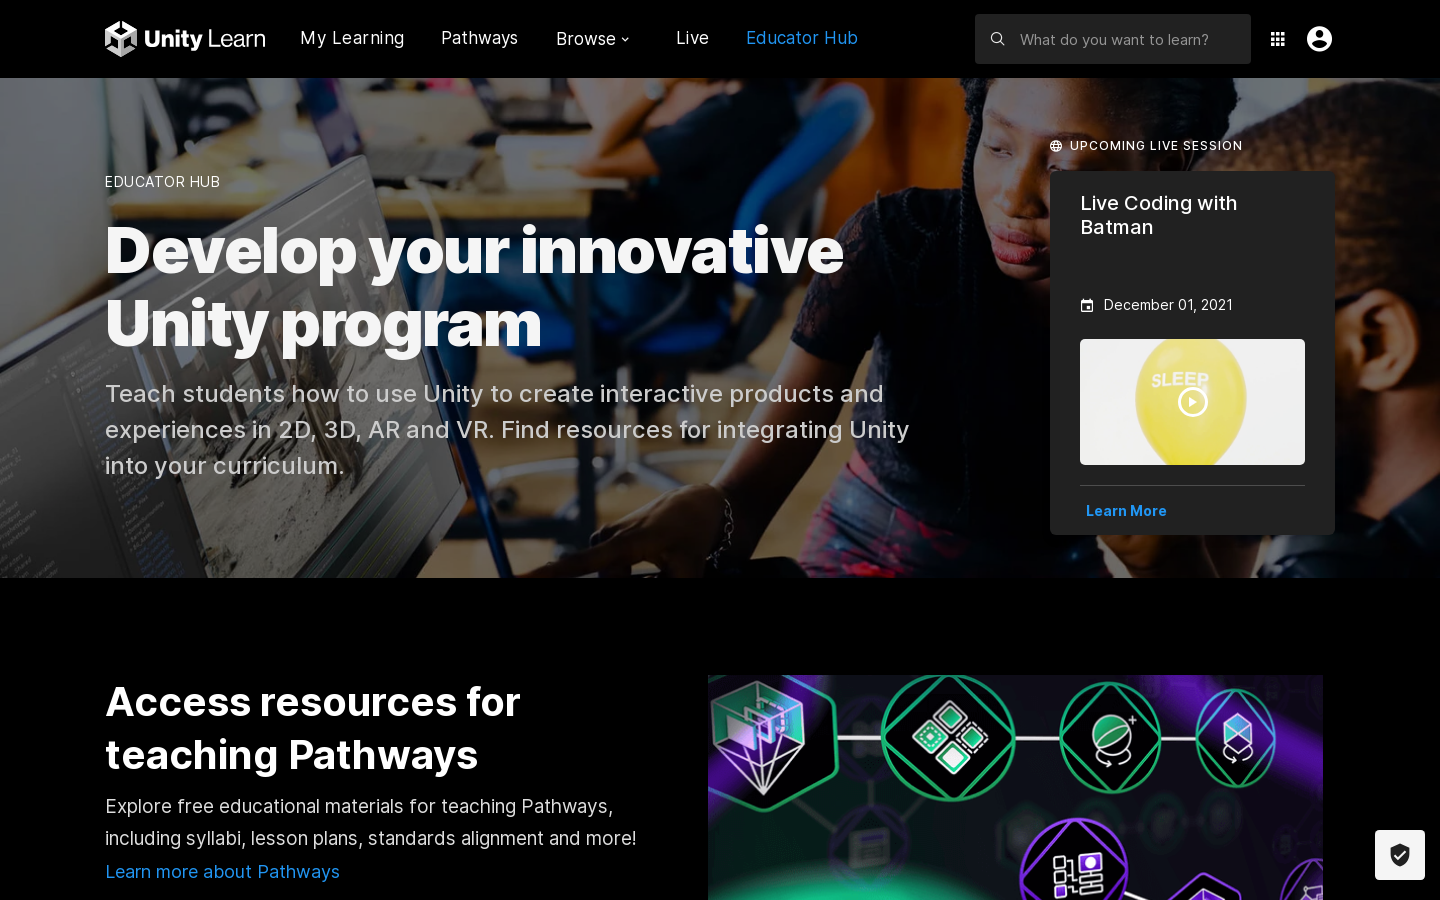 Unity Learn
My Learning
Pathways
Browse
Live
Educator Hub
What do you want to learn?
EDUCATOR HUB
Develop your innovative
Unity program
Teach students how to use Unity to create interactive products and
experiences in 2D, 3D, AR and VR. Find resources for integrating Unity
into your curriculum.
UPCOMING LIVE SESSION
Live Coding with
Batman
December 01, 2021
SLEEP
Learn More
Access resources for
teaching Pathways
Explore free educational materials for teaching Pathways,
including syllabi, lesson plans, standards alignment and more!
Learn more about Pathways